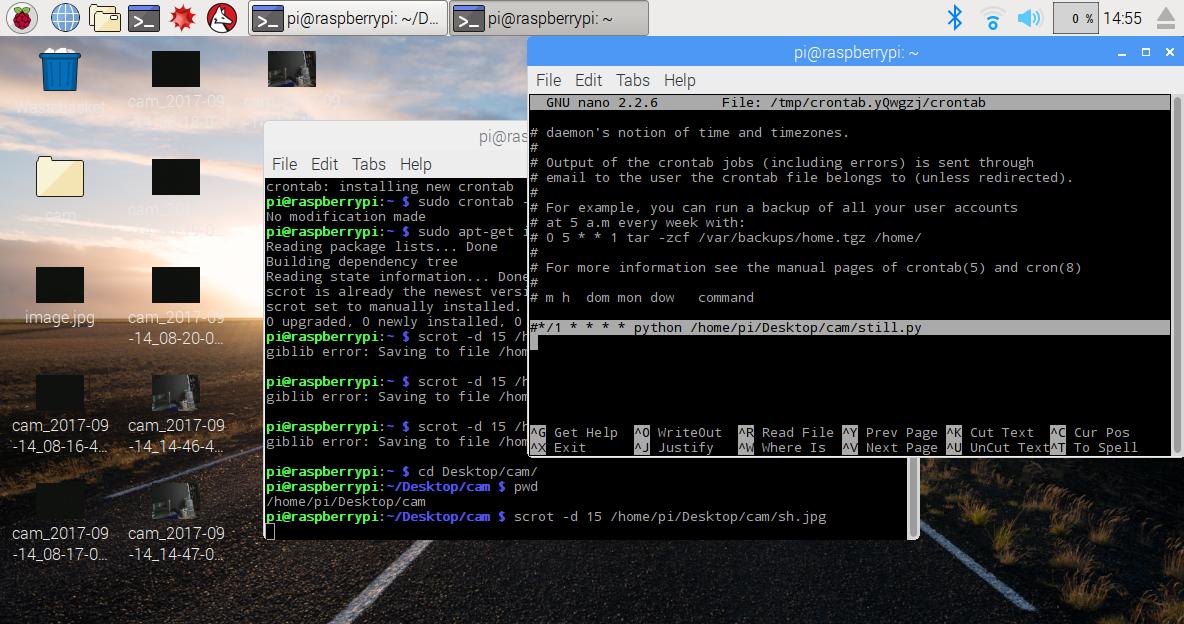 pi@raspberrypi: ~/D...
pi@raspberrypi: ~
0 %
14:55
Wastebasket
cam_2017-09
cam
image.jpg
-14_08-20-0...
cam_2017-09
-14_08-16-4...
cam_2017-09
-14_14-46-4...
cam_2017-09
-14_08-17-0...
cam_2017-09
-14_14-47-0...
pi@rasp
File Edit Tabs Help
crontab: installing new crontab
pi@raspberrypi:~ $ sudo crontab -
No modification made
pi@raspberrypi:~ $ sudo apt-get i
Reading package lists... Done
Building dependency tree
Reading state information... Done
scrot is already the newest versi
scrot set to manually installed.
0 upgraded, 0 newly installed, 0
pi@raspberrypi:~ $ scrot -d 15 /h
giblib error: Saving to file /hom
pi@raspberrypi:~ $ scrot -d 15 /h
giblib error: Saving to file /hom
pi@raspberrypi:~ $ scrot -d 15 /h
giblib error: Saving to file /hom
pi@raspberrypi:~ $ cd Desktop/cam/
pi@raspberrypi:~/Desktop/cam $ pwd
/home/pi/Desktop/cam
pi@raspberrypi:~/Desktop/cam $ scrot -d 15 /home/pi/Desktop/cam/sh.jpg
pi@raspberrypi: ~
File Edit Tabs Help
GNU nano 2.2.6 File: /tmp/crontab.yQwgzj/crontab
# daemon's notion of time and timezones.
#
# Output of the crontab jobs (including errors) is sent through
# email to the user the crontab file belongs to (unless redirected).
#
# For example, you can run a backup of all your user accounts
# at 5 a.m every week with:
# 0 5 * * 1 tar -zcf /var/backups/home.tgz /home/
#
# For more information see the manual pages of crontab(5) and cron(8)
#
# m h dom mon dow command
#*/1 * * * * python /home/pi/Desktop/cam/still.py
^G Get Help ^O WriteOut ^R Read File ^Y Prev Page ^K Cut Text ^C Cur Pos
^X Exit ^J Justify ^W Where Is ^V Next Page ^U UnCut Text ^T To Spell